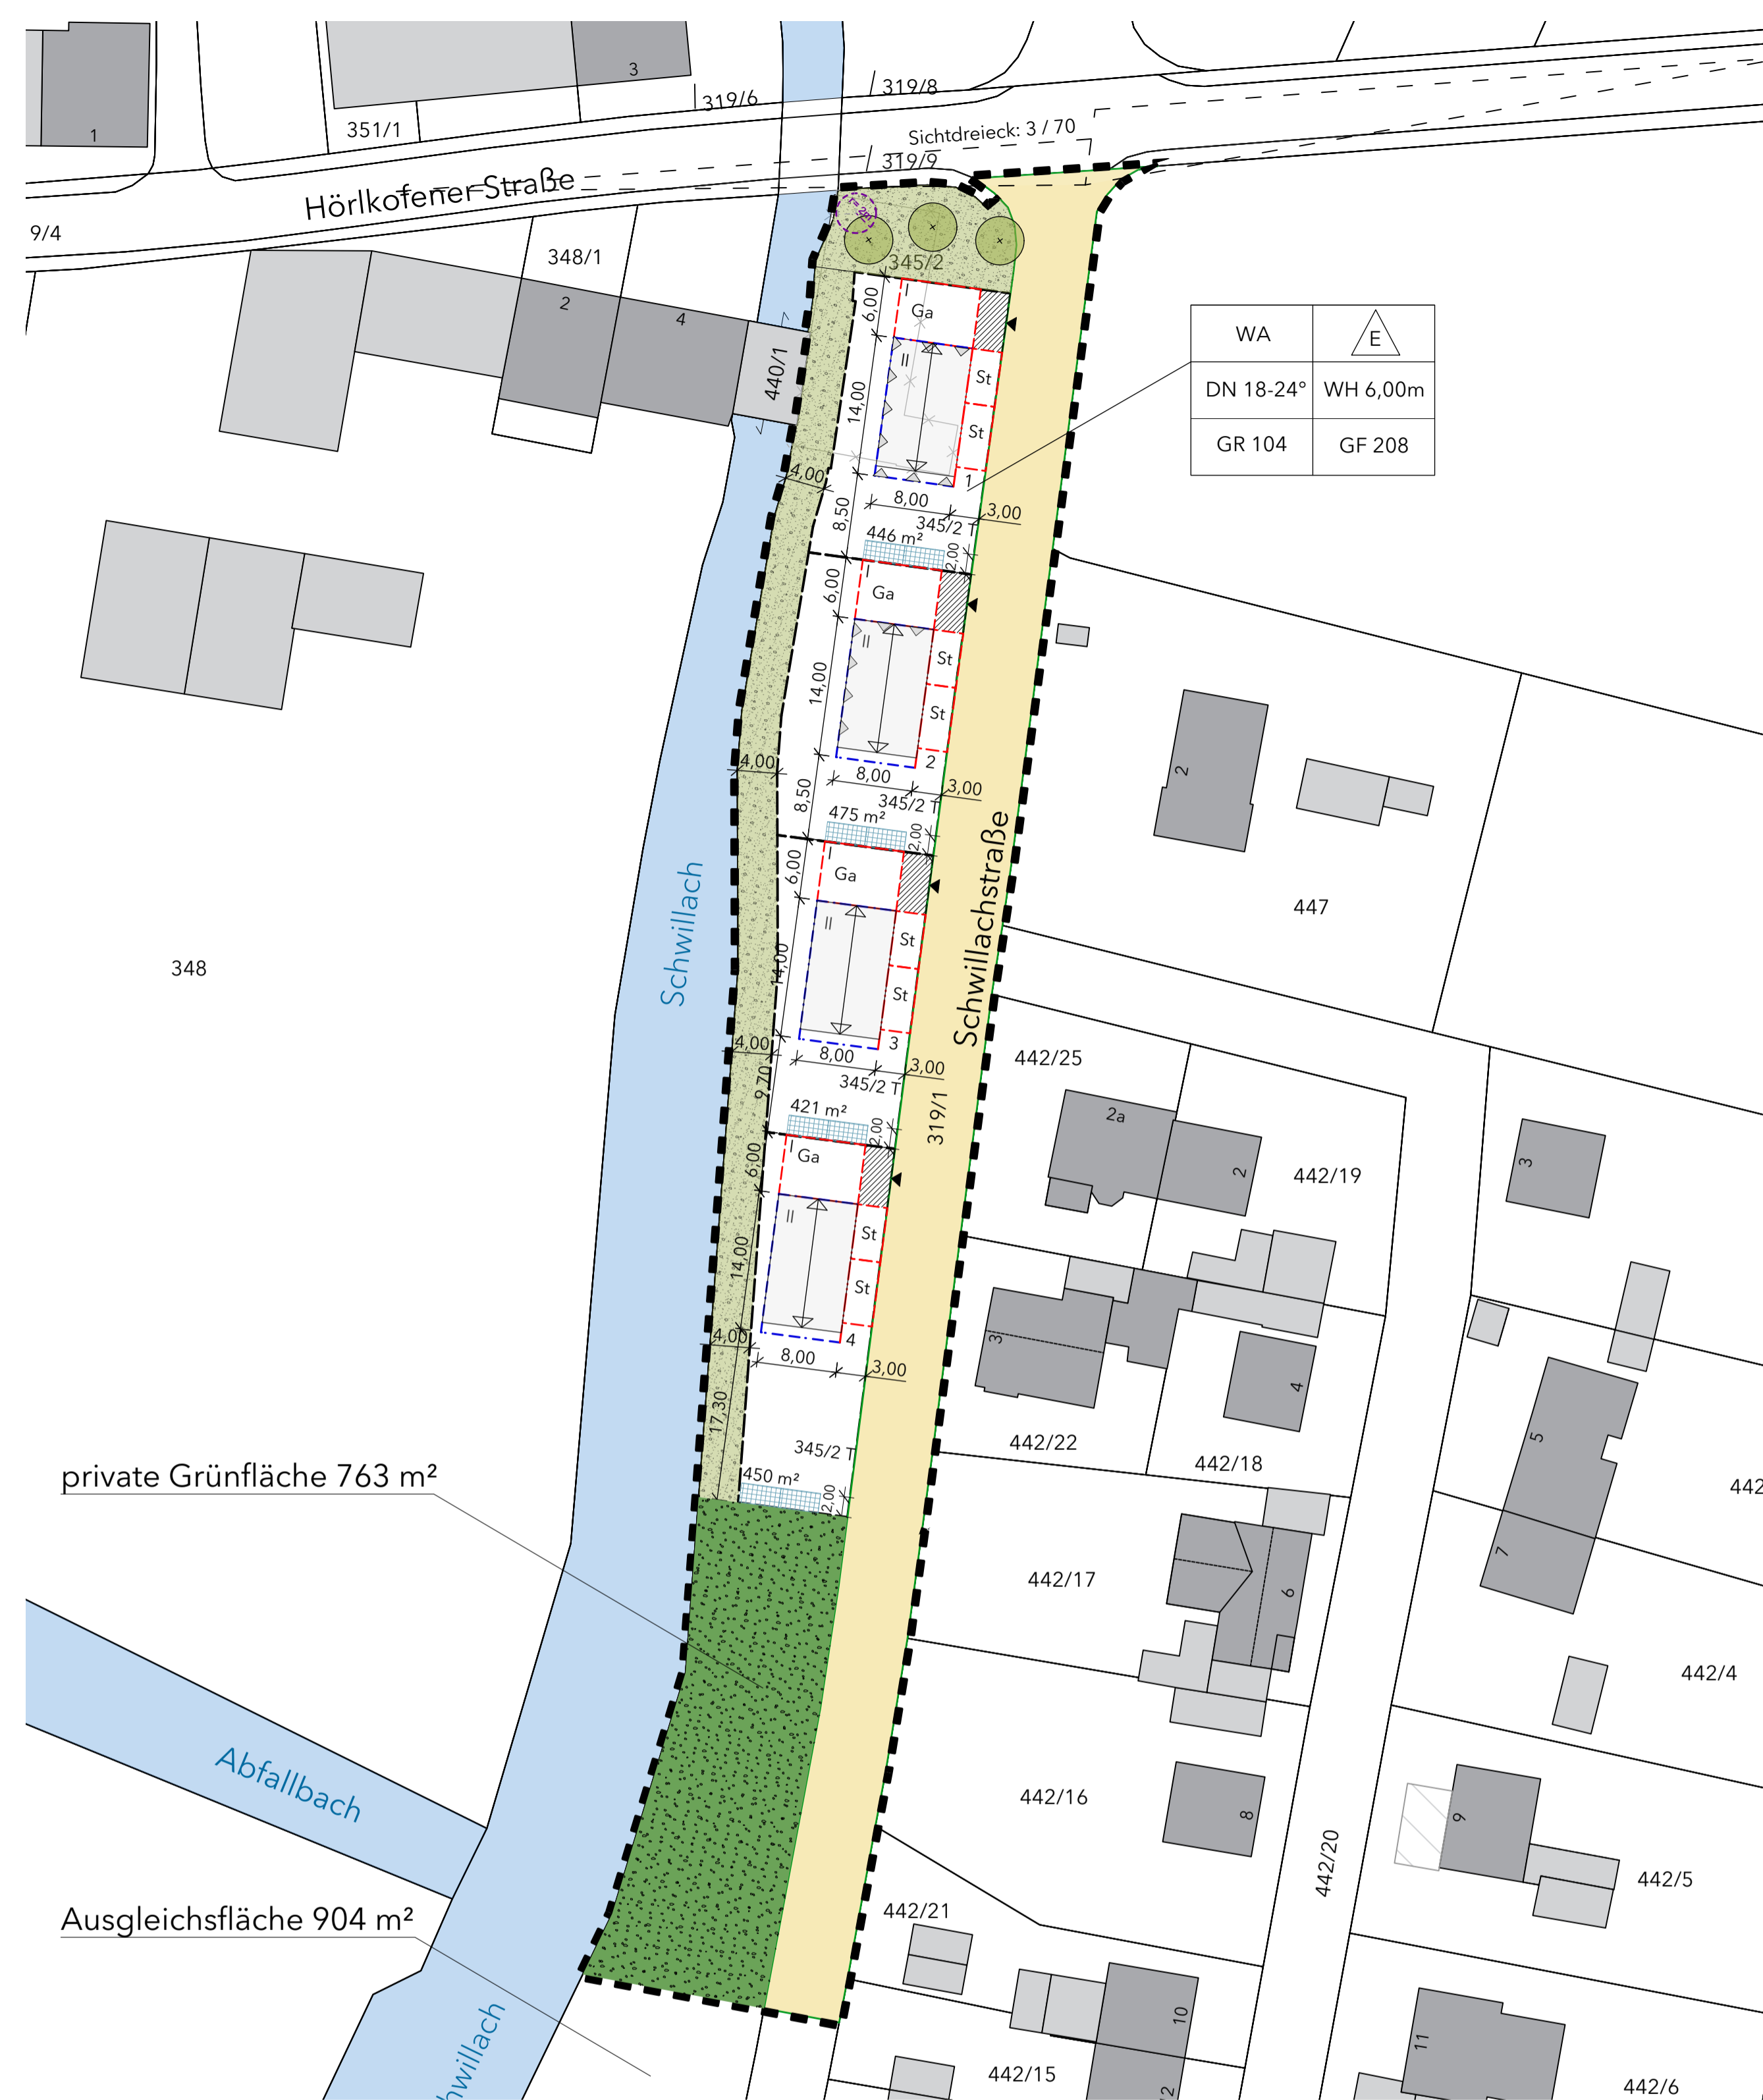 3
1
351/1
319/6
319/8
Sichtdreieck: 3 / 70
319/9
Hörlkofener Straße
9/4
348/1
345/2
2
4
440/1
6,00
I
Ga
II
St
St
14,00
1
WA
E
DN 18-24°
WH 6,00m
GR 104
GF 208
4,00
8,00
3,00
8,50
345/2 T
446 m²
2,00
6,00
I
Ga
II
St
St
14,00
2
4,00
8,00
3,00
8,50
345/2 T
475 m²
2,00
2
447
Schwillachstraße
Schwillach
348
6,00
I
Ga
II
St
St
14,00
3
4,00
8,00
3,00
9,70
345/2 T
421 m²
2,00
319/1
442/25
2a
2
442/19
3
6,00
I
Ga
II
St
St
14,00
4
4,00
8,00
3,00
17,30
345/2 T
450 m²
2,00
3
4
442/22
442/18
5
7
442
private Grünfläche 763 m²
442/17
6
442/4
442/16
8
9
442/5
442/20
Abfallbach
Ausgleichsfläche 904 m²
442/21
10
11
442/15
442/6
hwillach
2